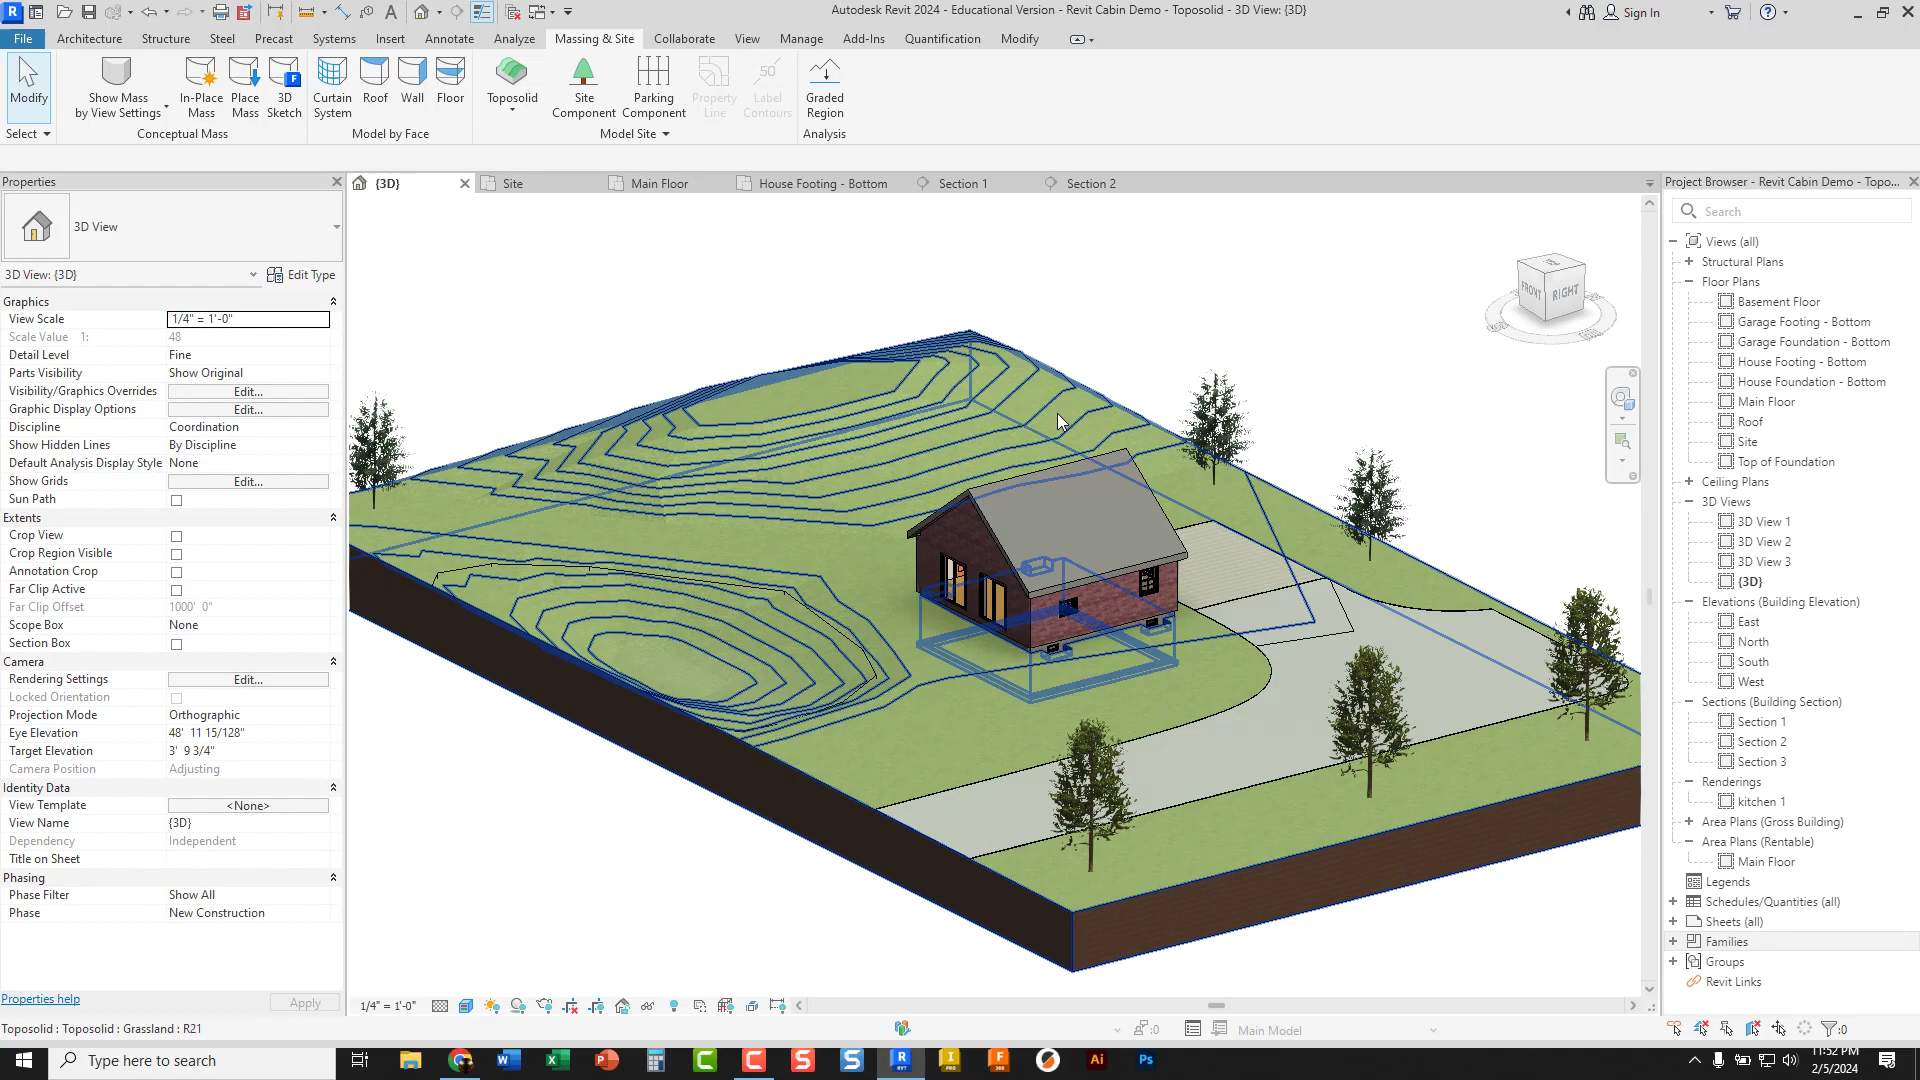 Autodesk Revit 2024 - Educational Version - Revit Cabin Demo - Toposolid - 3D View: {3D}
Sign In
File Architecture Structure Steel Precast Systems Insert Annotate Analyze Massing & Site Collaborate View Manage Add-Ins Quantification Modify
Modify
Show Mass
by View Settings
In-Place
Mass
Place
Mass
3D
Sketch
Curtain
System
Roof
Wall
Floor
Toposolid
Site
Component
Parking
Component
Property
Line
Label
Contours
Graded
Region
Select
Conceptual Mass
Model by Face
Model Site
Analysis
Properties
3D View
3D View: {3D}
Edit Type
Graphics
View Scale 1/4" = 1'-0"
Scale Value 1: 48
Detail Level Fine
Parts Visibility Show Original
Visibility/Graphics Overrides Edit...
Graphic Display Options Edit...
Discipline Coordination
Show Hidden Lines By Discipline
Default Analysis Display Style None
Show Grids Edit...
Sun Path
Extents
Crop View
Crop Region Visible
Annotation Crop
Far Clip Active
Far Clip Offset 1000' 0"
Scope Box None
Section Box
Camera
Rendering Settings Edit...
Locked Orientation
Projection Mode Orthographic
Eye Elevation 48' 11 15/128"
Target Elevation 3' 9 3/4"
Camera Position Adjusting
Identity Data
View Template <None>
View Name {3D}
Dependency Independent
Title on Sheet
Phasing
Phase Filter Show All
Phase New Construction
Properties help
Apply
{3D}
Site
Main Floor
House Footing - Bottom
Section 1
Section 2
FRONT
RIGHT
Project Browser - Revit Cabin Demo - Topo...
Search
Views (all)
Structural Plans
Floor Plans
Basement Floor
Garage Footing - Bottom
Garage Foundation - Bottom
House Footing - Bottom
House Foundation - Bottom
Main Floor
Roof
Site
Top of Foundation
Ceiling Plans
3D Views
3D View 1
3D View 2
3D View 3
{3D}
Elevations (Building Elevation)
East
North
South
West
Sections (Building Section)
Section 1
Section 2
Section 3
Renderings
kitchen 1
Area Plans (Gross Building)
Area Plans (Rentable)
Main Floor
Legends
Schedules/Quantities (all)
Sheets (all)
Families
Groups
Revit Links
1/4" = 1'-0"
Toposolid : Toposolid : Grassland : R21
:0
Main Model
:0
Type here to search
11:52 PM
2/5/2024